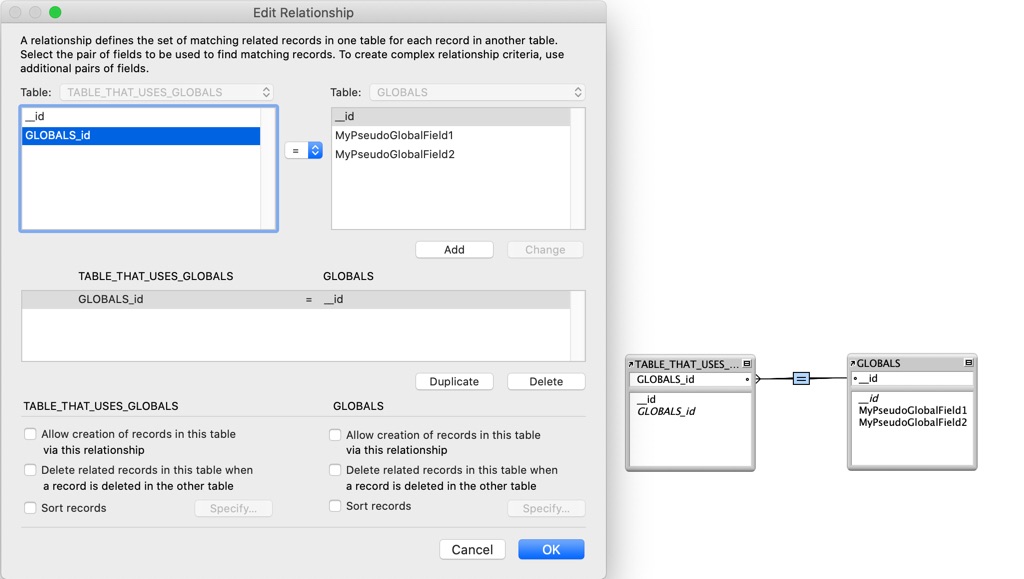 Edit Relationship
A relationship defines the set of matching related records in one table for each record in another table.
Select the pair of fields to be used to find matching records. To create complex relationship criteria, use
additional pairs of fields.
Table: TABLE_THAT_USES_GLOBALS
Table: GLOBALS
__id
GLOBALS_id
=
__id
MyPseudoGlobalField1
MyPseudoGlobalField2
Add
Change
TABLE_THAT_USES_GLOBALS
GLOBALS
GLOBALS_id = __id
Duplicate
Delete
TABLE_THAT_USES_GLOBALS
Allow creation of records in this table
via this relationship
Delete related records in this table when
a record is deleted in the other table
Sort records
Specify...
GLOBALS
Allow creation of records in this table
via this relationship
Delete related records in this table when
a record is deleted in the other table
Sort records
Specify...
Cancel
OK
TABLE_THAT_USES_...
GLOBALS_id
__id
GLOBALS_id
=
GLOBALS
__id
__id
MyPseudoGlobalField1
MyPseudoGlobalField2